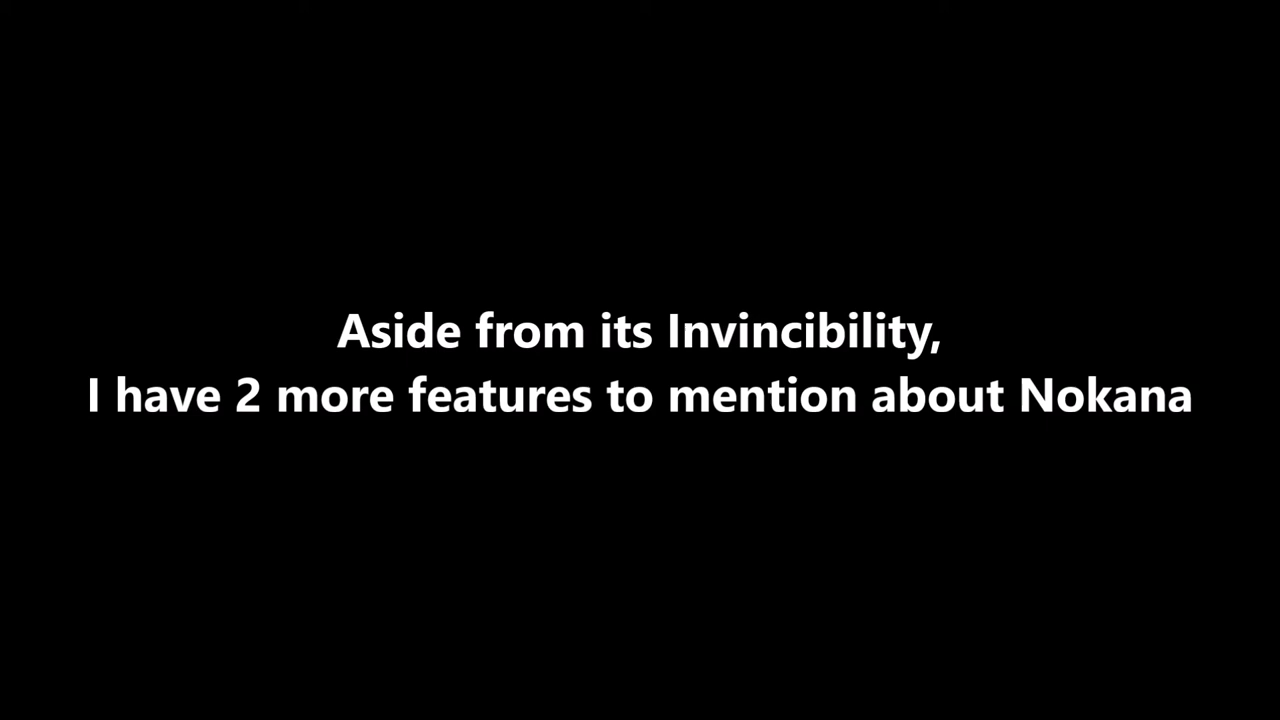 Aside from its Invincibility,
I have 2 more features to mention about Nokana